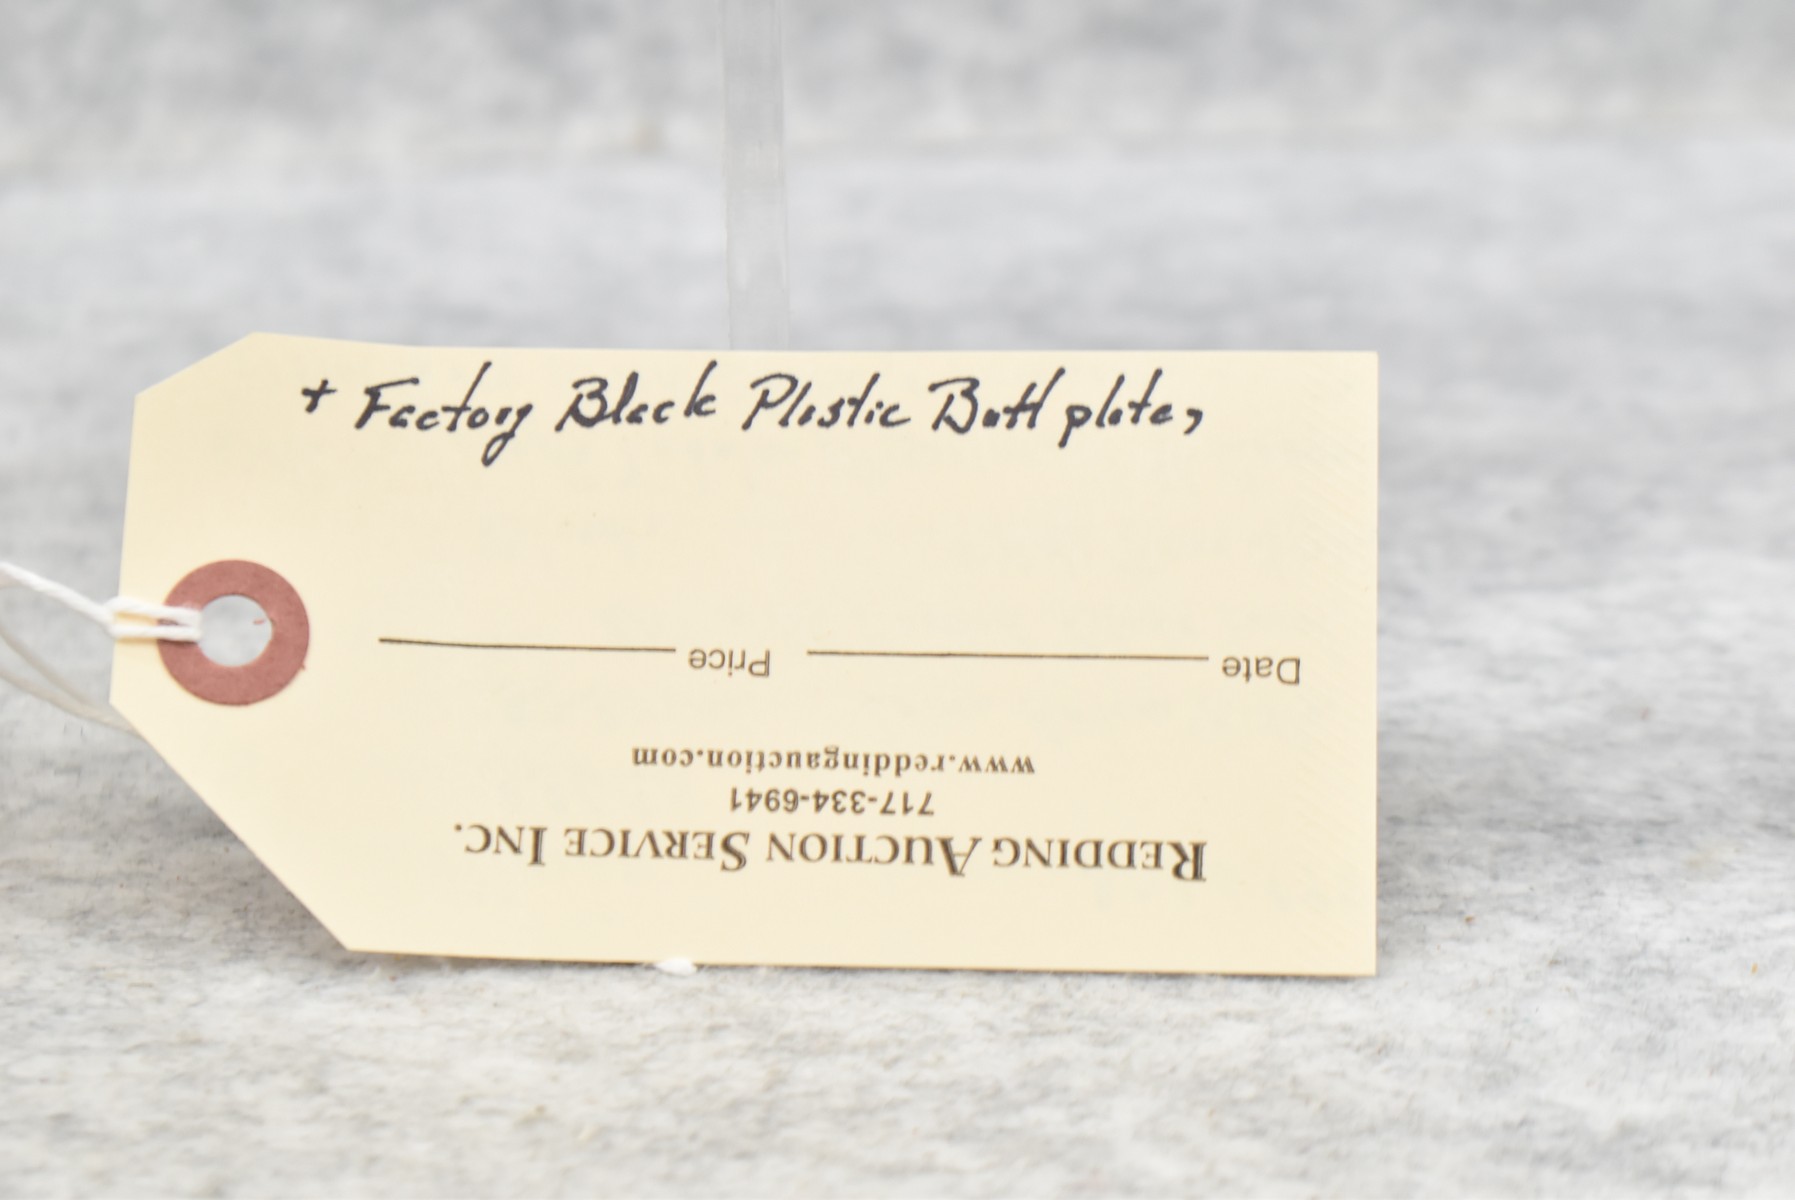 + Factory Black Plastic Butt plate,
REDDING AUCTION SERVICE INC.
717-334-6941
www.reddingauction.com
Date Price